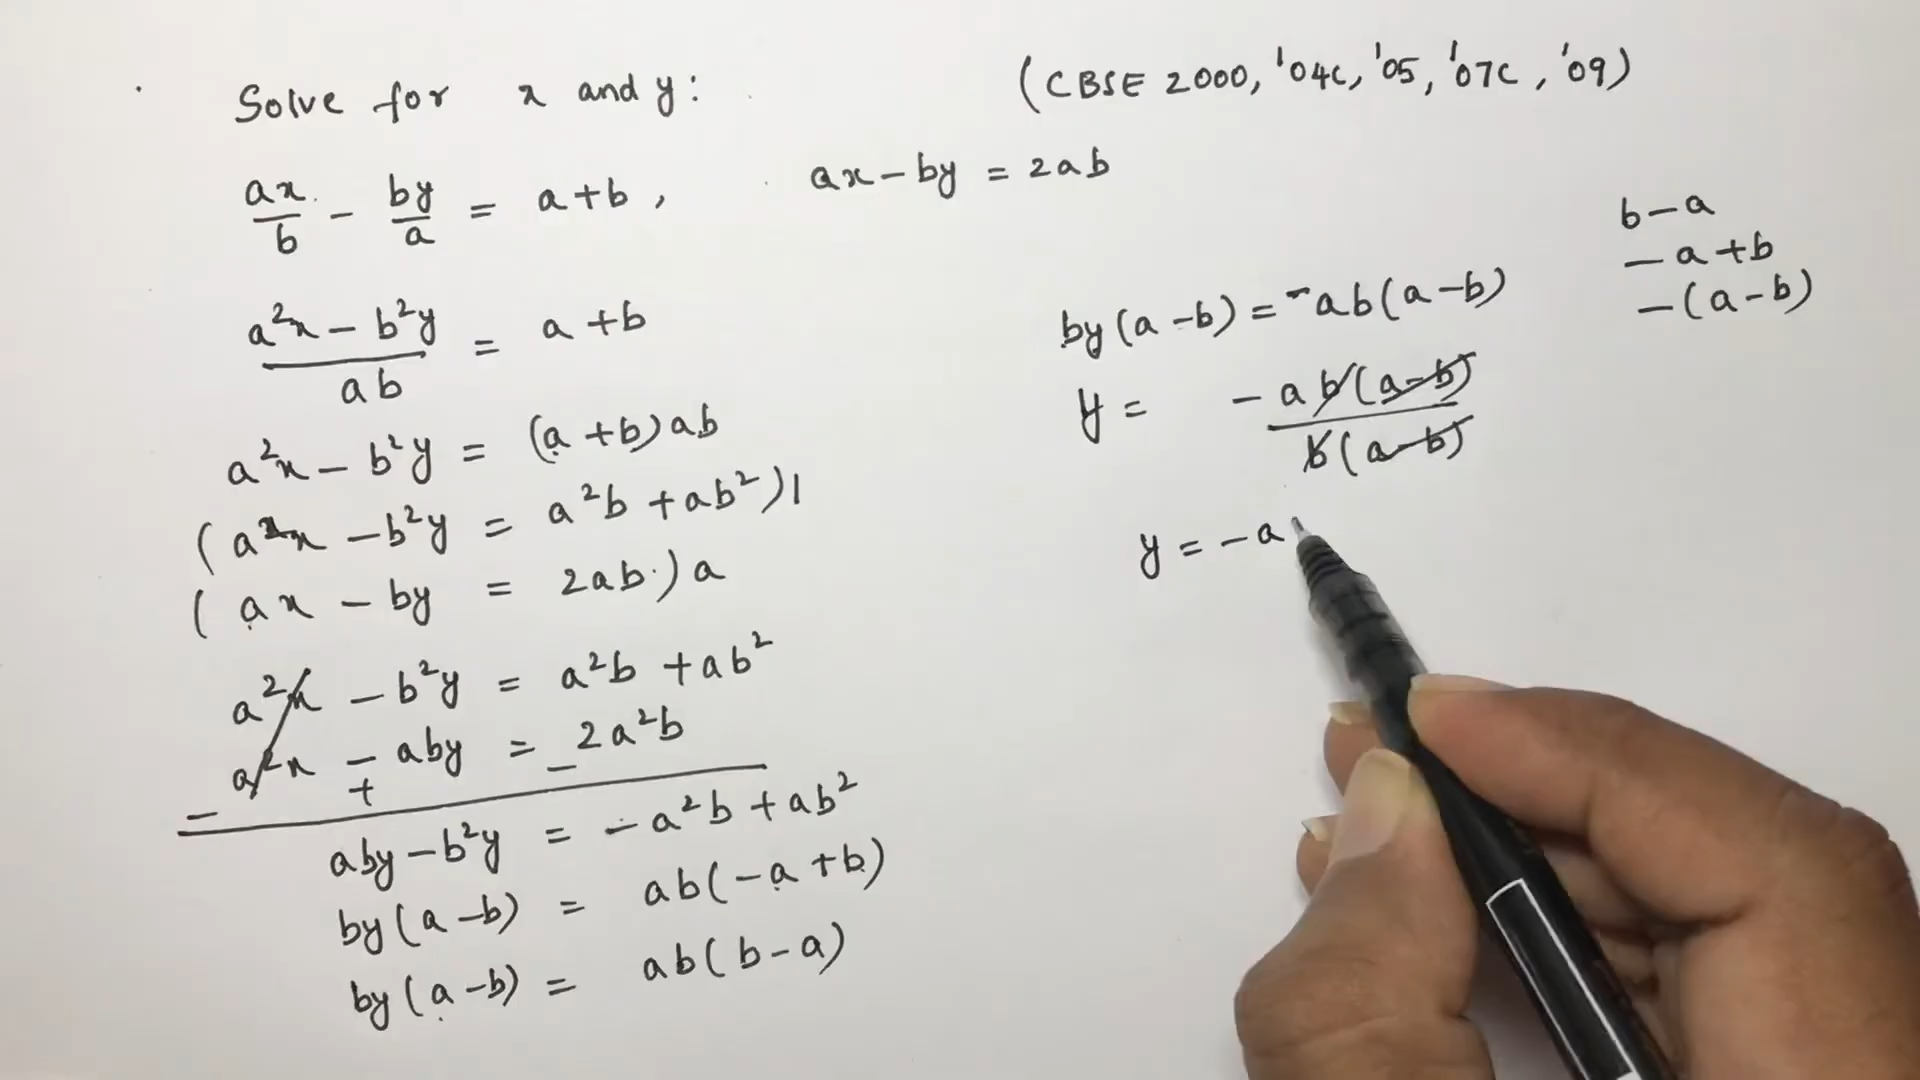 Solve for x and y:
(CBSE 2000, '04C, '05, '07C, '09)
ax/b - by/a = a+b, ax-by = 2ab
(a²x - b²y)/ab = a+b
a²x - b²y = (a+b)ab
(a²x - b²y = a²b + ab²)1
(ax - by = 2ab.)a
a²x - b²y = a²b + ab²
a²x - aby = 2a²b
- + -
aby - b²y = -a²b + ab²
by(a-b) = ab(-a+b)
by(a-b) = ab(b-a)
by(a-b) = -ab(a-b)
y = -ab(a-b)/b(a-b)
y = -a
b-a
-a+b
-(a-b)